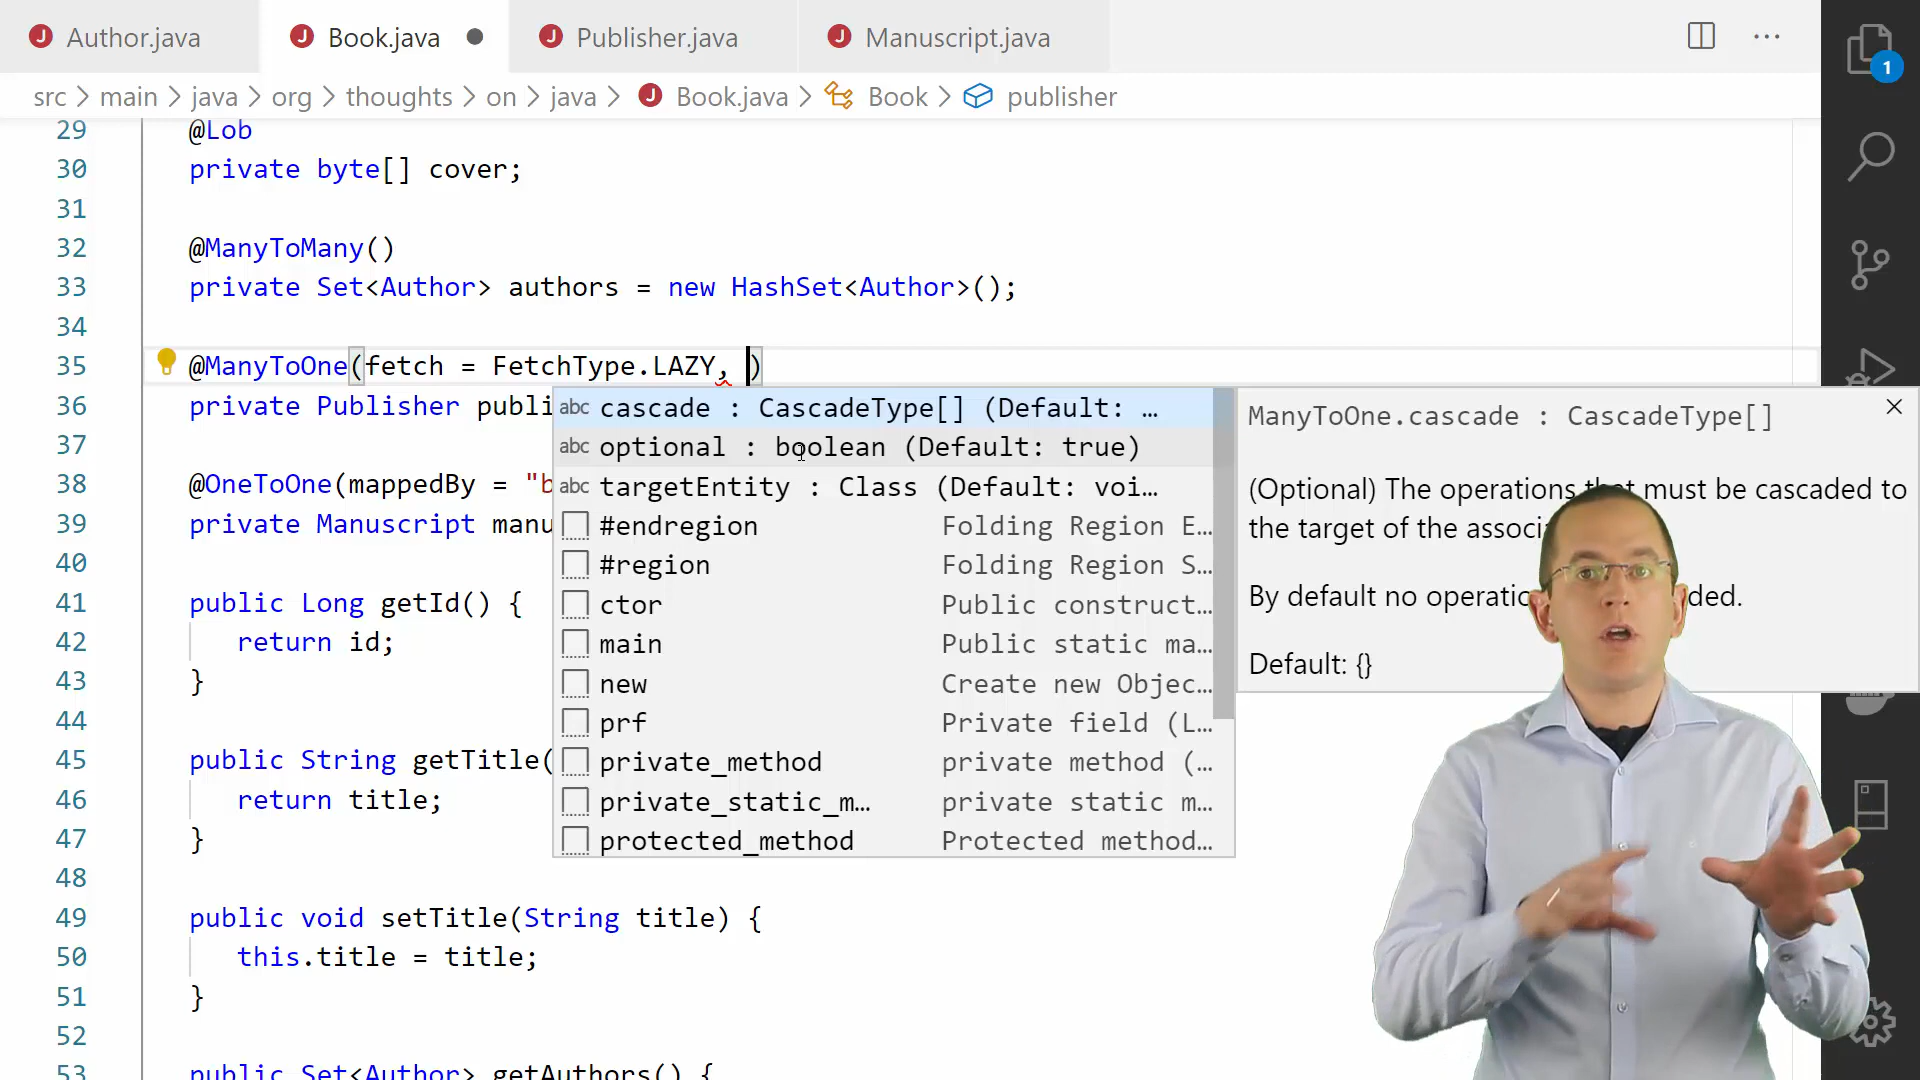 Author.java
Book.java
Publisher.java
Manuscript.java
src > main > java > org > thoughts > on > java > Book.java > Book > publisher
1
29 @Lob
30 private byte[] cover;
31
32 @ManyToMany()
33 private Set<Author> authors = new HashSet<Author>();
34
35 @ManyToOne(fetch = FetchType.LAZY, )
36 private Publisher publi
37
38 @OneToOne(mappedBy = "b
39 private Manuscript manu
40
41 public Long getId() {
42 return id;
43 }
44
45 public String getTitle(
46 return title;
47 }
48
49 public void setTitle(String title) {
50 this.title = title;
51 }
52
53 public Set<Author> getAuthors() {
abc cascade : CascadeType[] (Default: …
abc optional : boolean (Default: true)
abc targetEntity : Class (Default: voi…
#endregion Folding Region E…
#region Folding Region S…
ctor Public construct…
main Public static ma…
new Create new Objec…
prf Private field (L…
private_method private method (…
private_static_m… private static m…
protected_method Protected method…
ManyToOne.cascade : CascadeType[]
(Optional) The operations that must be cascaded to
the target of the associ
By default no operatio ded.
Default: {}